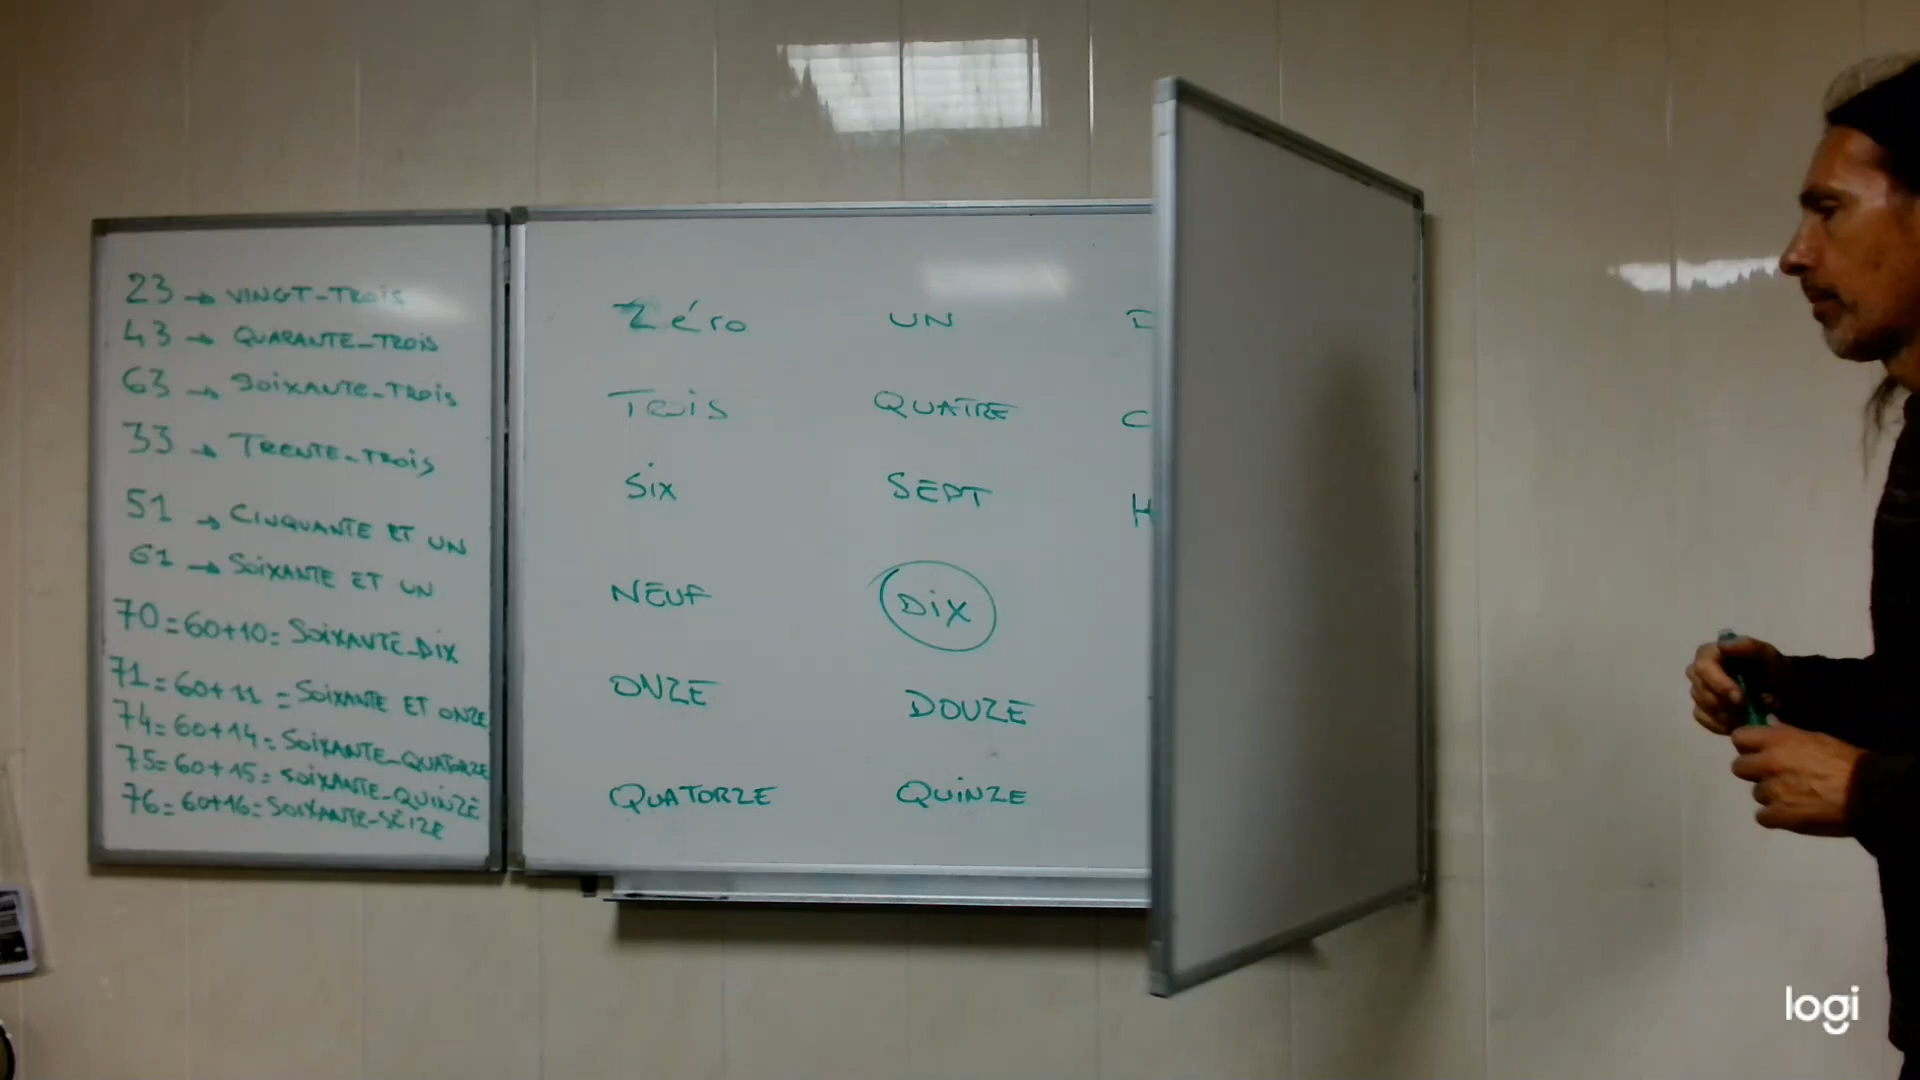 23 → VINGT-TROIS
43 → QUARANTE-TROIS
63 → SOIXANTE-TROIS
33 → TRENTE-TROIS
51 → CINQUANTE ET UN
61 → SOIXANTE ET UN
70=60+10= SOIXANTE-DIX
71=60+11 = SOIXANTE ET ONZE
74=60+14= SOIXANTE-QUATORZE
75=60+15= SOIXANTE-QUINZE
76=60+16= SOIXANTE-SEIZE
Zéro UN
TROIS QUATRE C
SIX SEPT H
NEUF DIX
ONZE DOUZE
QUATORZE QUINZE
logi